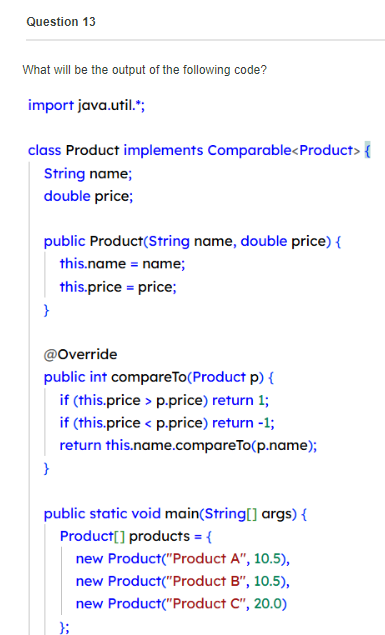 Question 13
What will be the output of the following code?
import java.util.*;
class Product implements Comparable<Product> {
String name;
double price;
public Product(String name, double price) {
this.name = name;
this.price = price;
}
@Override
public int compareTo(Product p) {
if (this.price > p.price) return 1;
if (this.price < p.price) return -1;
return this.name.compareTo(p.name);
}
public static void main(String[] args) {
Product[] products = {
new Product("Product A", 10.5),
new Product("Product B", 10.5),
new Product("Product C", 20.0)
};